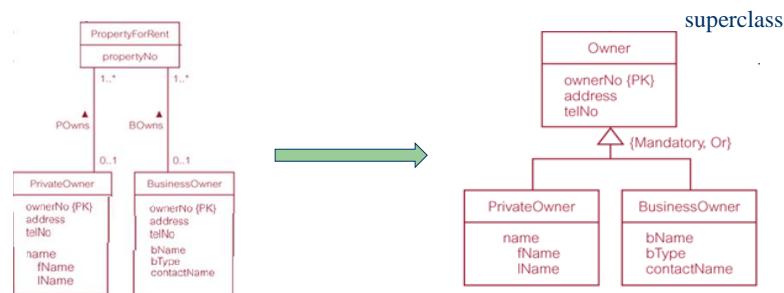 superclass
PropertyForRent
propertyNo
1..*
1..*
POwns
BOwns
0..1
0..1
PrivateOwner
ownerNo {PK}
address
telNo
name
fName
lName
BusinessOwner
ownerNo {PK}
address
telNo
bName
bType
contactName
Owner
ownerNo {PK}
address
telNo
{Mandatory, Or}
PrivateOwner
name
fName
lName
BusinessOwner
bName
bType
contactName